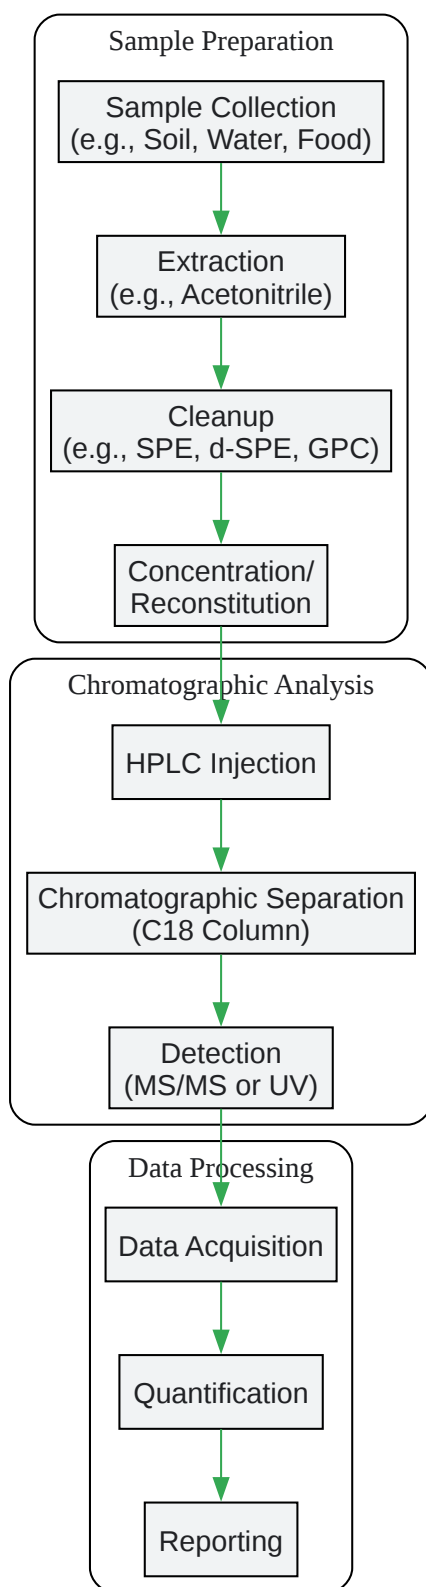 Sample Preparation
Sample Collection
(e.g., Soil, Water, Food)
Extraction
(e.g., Acetonitrile)
Cleanup
(e.g., SPE, d-SPE, GPC)
Concentration/
Reconstitution
Chromatographic Analysis
HPLC Injection
Chromatographic Separation
(C18 Column)
Detection
(MS/MS or UV)
Data Processing
Data Acquisition
Quantification
Reporting